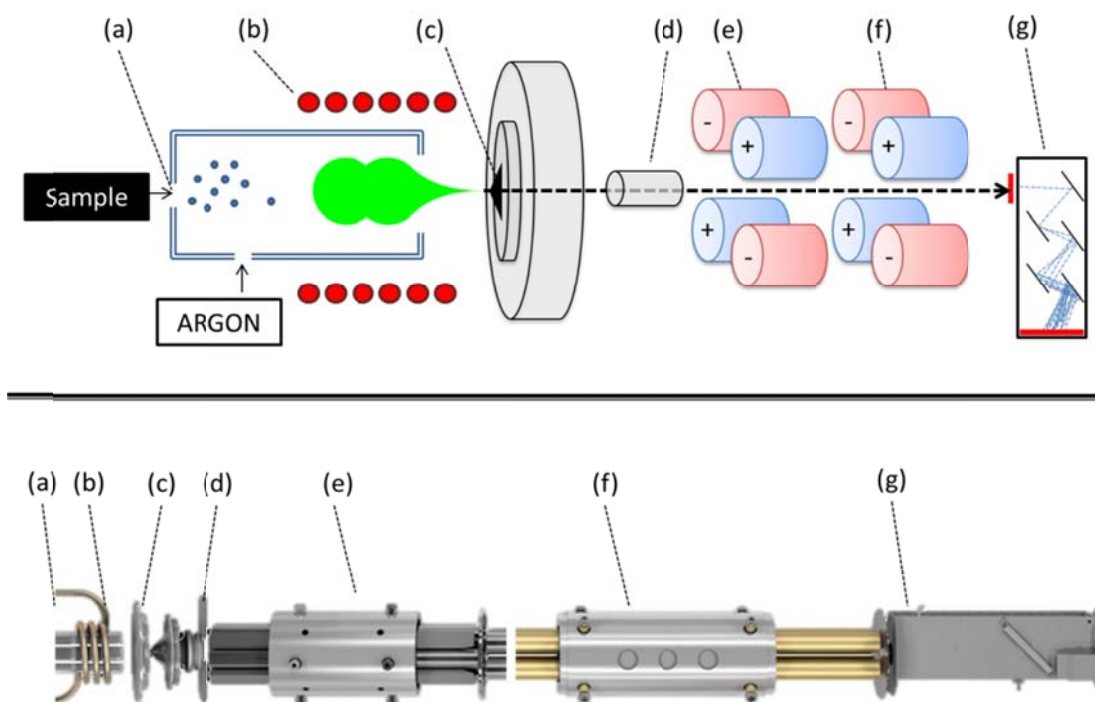 (a) (b) (c) (d) (e) (f) (g)
- -
+ +
Sample
+ +
- -
ARGON
(a) (b) (c) (d) (e) (f) (g)